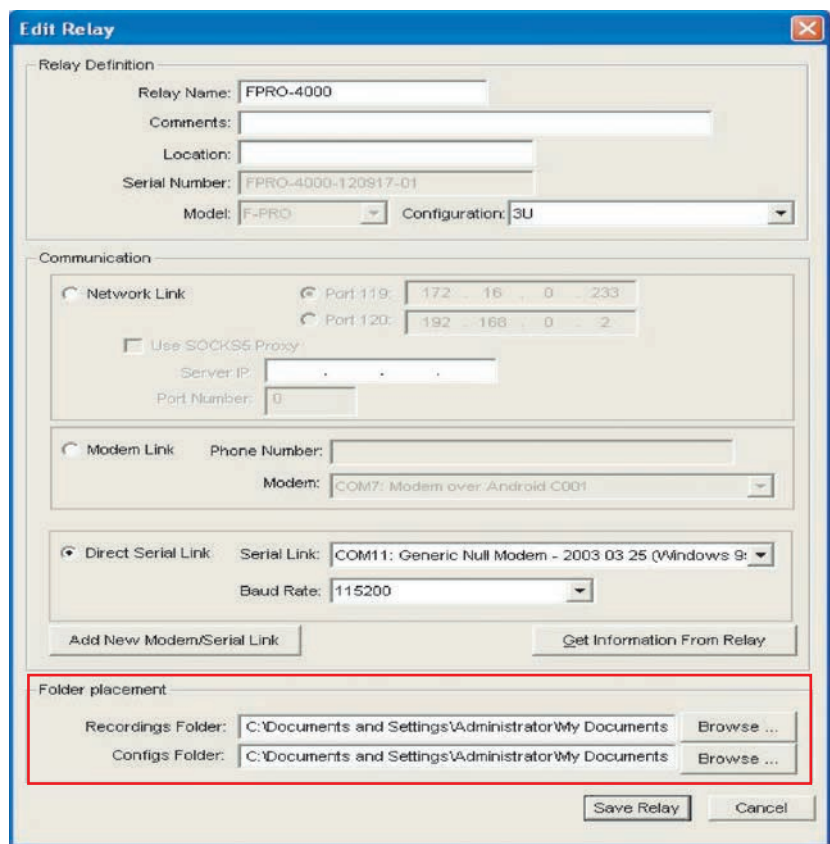 Edit Relay
Relay Definition
Relay Name: FPRO-4000
Comments:
Location:
Serial Number: FPRO-4000-120917-01
Model: F-PRO Configuration: 3U
Communication
Network Link Port 119: 172 . 16 . 0 . 233
Port 120: 192 . 168 . 0 . 2
Use SOCKS5 Proxy
Server IP: . . .
Port Number: 0
Modem Link Phone Number:
Modem: COM7: Modem over Android C001
Direct Serial Link Serial Link: COM11: Generic Null Modem - 2003 03 25 (Windows 9:
Baud Rate: 115200
Add New Modem/Serial Link Get Information From Relay
Folder placement
Recordings Folder: C:\Documents and Settings\Administrator\My Documents Browse ...
Configs Folder: C:\Documents and Settings\Administrator\My Documents Browse ...
Save Relay Cancel